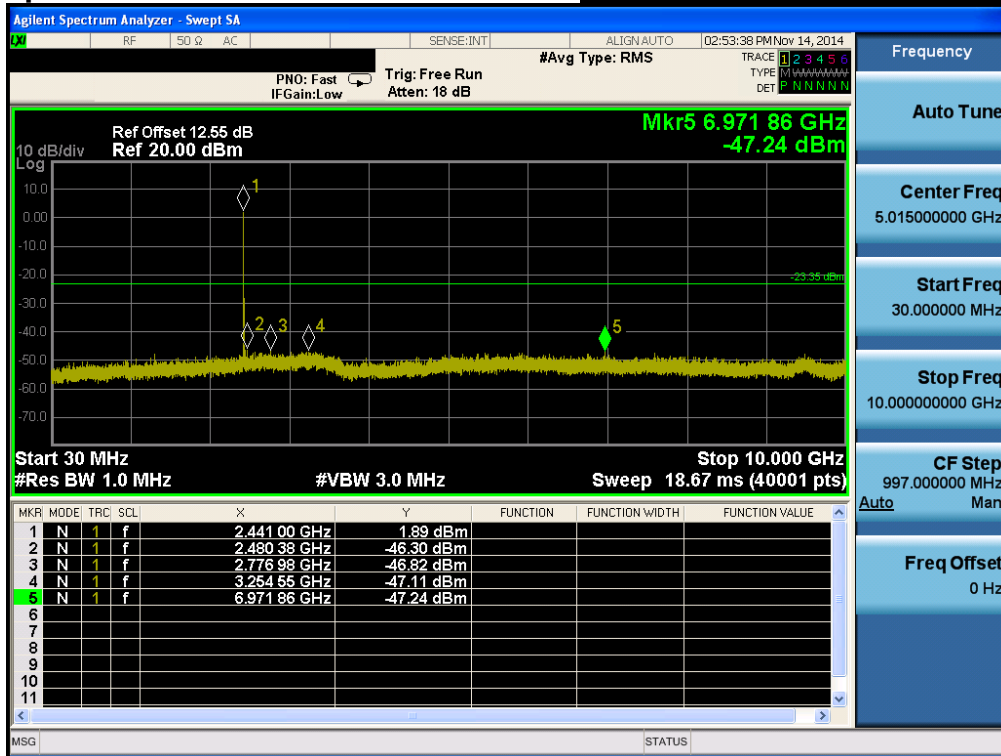 Agilent Spectrum Analyzer - Swept SA
LXI RF 50 Ω AC SENSE:INT ALIGN AUTO 02:53:38 PM Nov 14, 2014
#Avg Type: RMS TRACE 1 2 3 4 5 6
PNO: Fast Trig: Free Run TYPE M WWWWW
IFGain:Low Atten: 18 dB DET P N N N N N
Mkr5 6.971 86 GHz
-47.24 dBm
Ref Offset 12.55 dB
10 dB/div Ref 20.00 dBm
Log
10.0
0.00
-10.0
-20.0
-23.35 dBm
-30.0
-40.0
-50.0
-60.0
-70.0
1
2 3 4 5
Start 30 MHz Stop 10.000 GHz
#Res BW 1.0 MHz #VBW 3.0 MHz Sweep 18.67 ms (40001 pts)
MKR MODE TRC SCL X Y FUNCTION FUNCTION WIDTH FUNCTION VALUE
1 N 1 f 2.441 00 GHz 1.89 dBm
2 N 1 f 2.480 38 GHz -46.30 dBm
3 N 1 f 2.776 98 GHz -46.82 dBm
4 N 1 f 3.254 55 GHz -47.11 dBm
5 N 1 f 6.971 86 GHz -47.24 dBm
6
7
8
9
10
11
MSG STATUS
Frequency
Auto Tune
Center Freq
5.015000000 GHz
Start Freq
30.000000 MHz
Stop Freq
10.000000000 GHz
CF Step
997.000000 MHz
Auto Man
Freq Offset
0 Hz